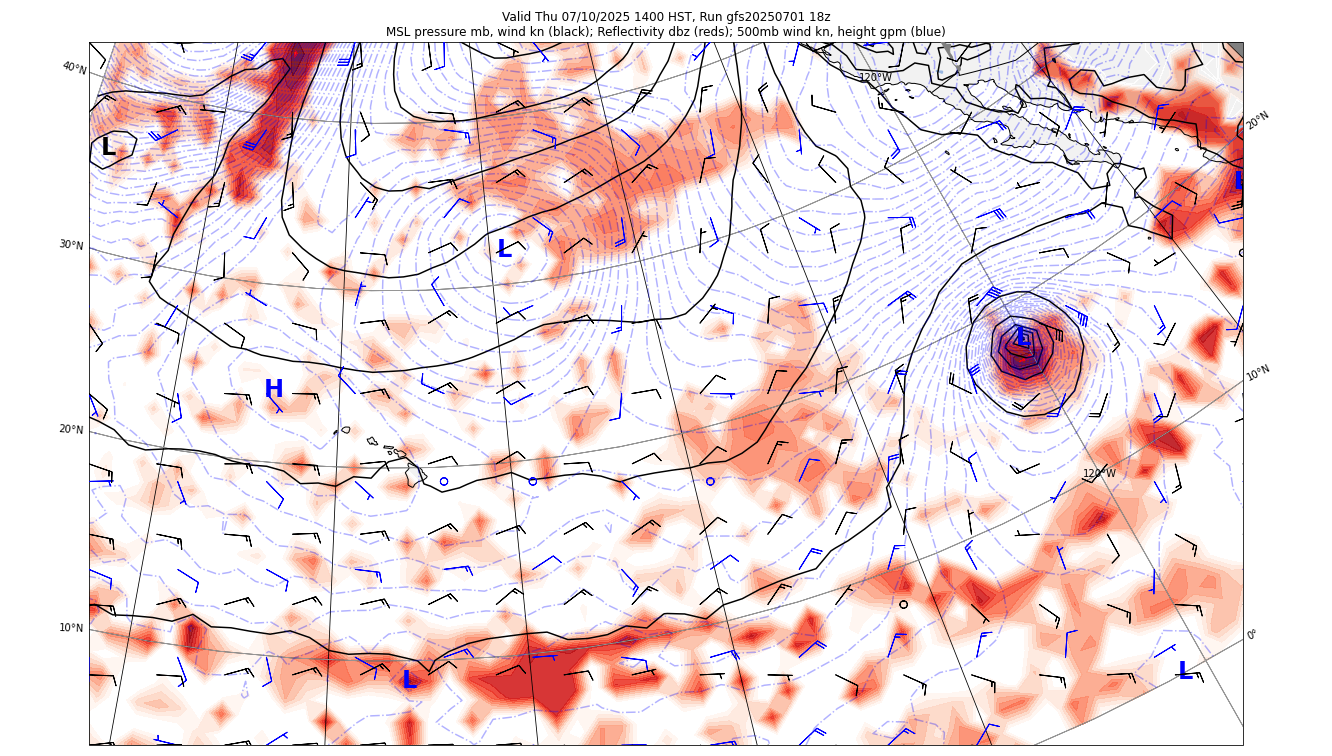 Valid Thu 07/10/2025 1400 HST, Run gfs20250701 18z
MSL pressure mb, wind kn (black); Reflectivity dbz (reds); 500mb wind kn, height gpm (blue)
40°N
120°W
20°N
L
30°N
L
L
10°N
H
20°N
120°W
10°N
0°
L
L